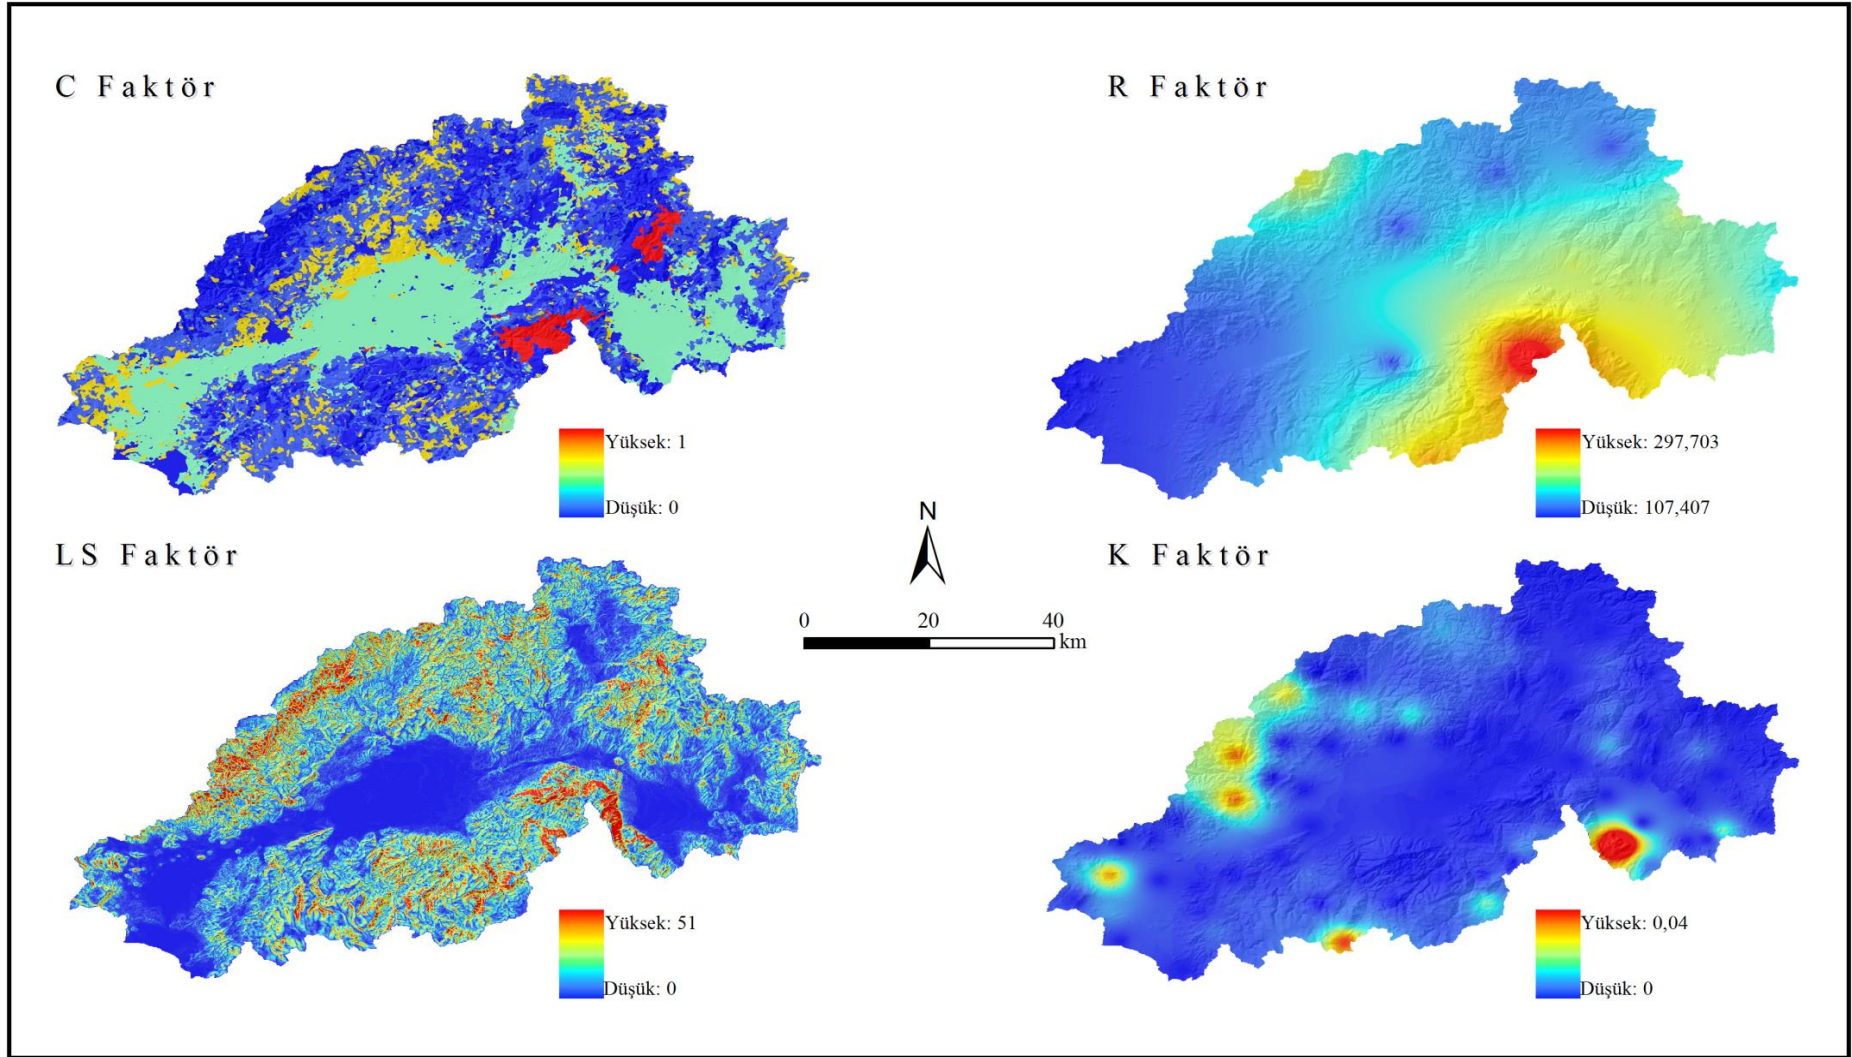 C Faktör
Yüksek: 1
Düşük: 0
R Faktör
Yüksek: 297,703
Düşük: 107,407
N
0 20 40
km
LS Faktör
Yüksek: 51
Düşük: 0
K Faktör
Yüksek: 0,04
Düşük: 0